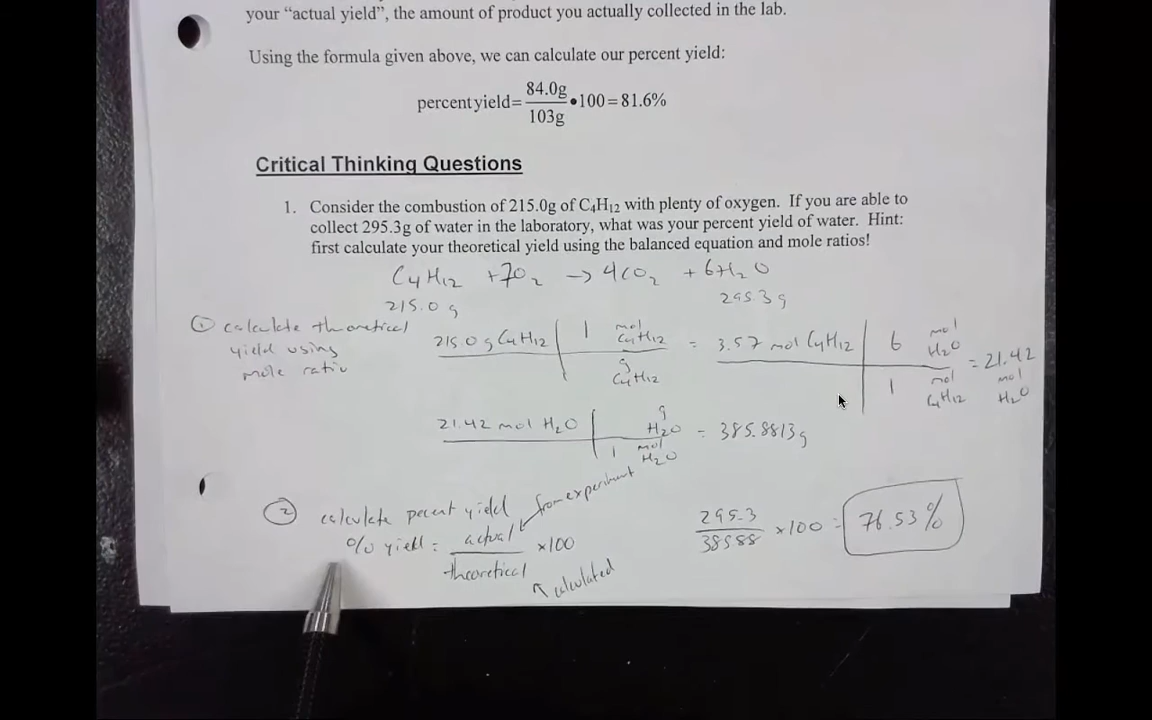 your “actual yield”, the amount of product you actually collected in the lab.
Using the formula given above, we can calculate our percent yield:
percent yield= 84.0g/103g •100=81.6%
Critical Thinking Questions
1. Consider the combustion of 215.0g of C₄H₁₂ with plenty of oxygen. If you are able to
collect 295.3g of water in the laboratory, what was your percent yield of water. Hint:
first calculate your theoretical yield using the balanced equation and mole ratios!
C₄H₁₂ +7O₂ → 4CO₂ + 6H₂O
215.0 g 295.3 g
① calculate theoretical
yield using
mole ratio
215.0 g C₄H₁₂ | 1 mol C₄H₁₂ = 3.57 mol C₄H₁₂ | 6 mol H₂O = 21.42 mol H₂O
g C₄H₁₂ | 1 mol C₄H₁₂
21.42 mol H₂O | g H₂O = 385.8813g
1 mol H₂O
② calculate percent yield
from experiment
% yield = actual/theoretical ×100
calculated
295.3/385.88 ×100 = 76.53%